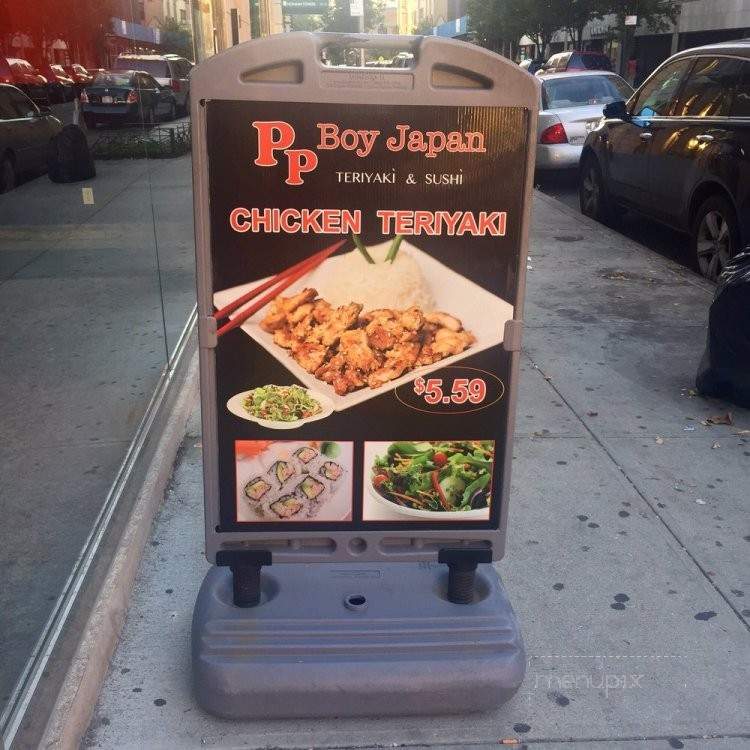 PP Boy Japan
TERIYAKI & SUSHI
CHICKEN TERIYAKI
$5.59
menupix